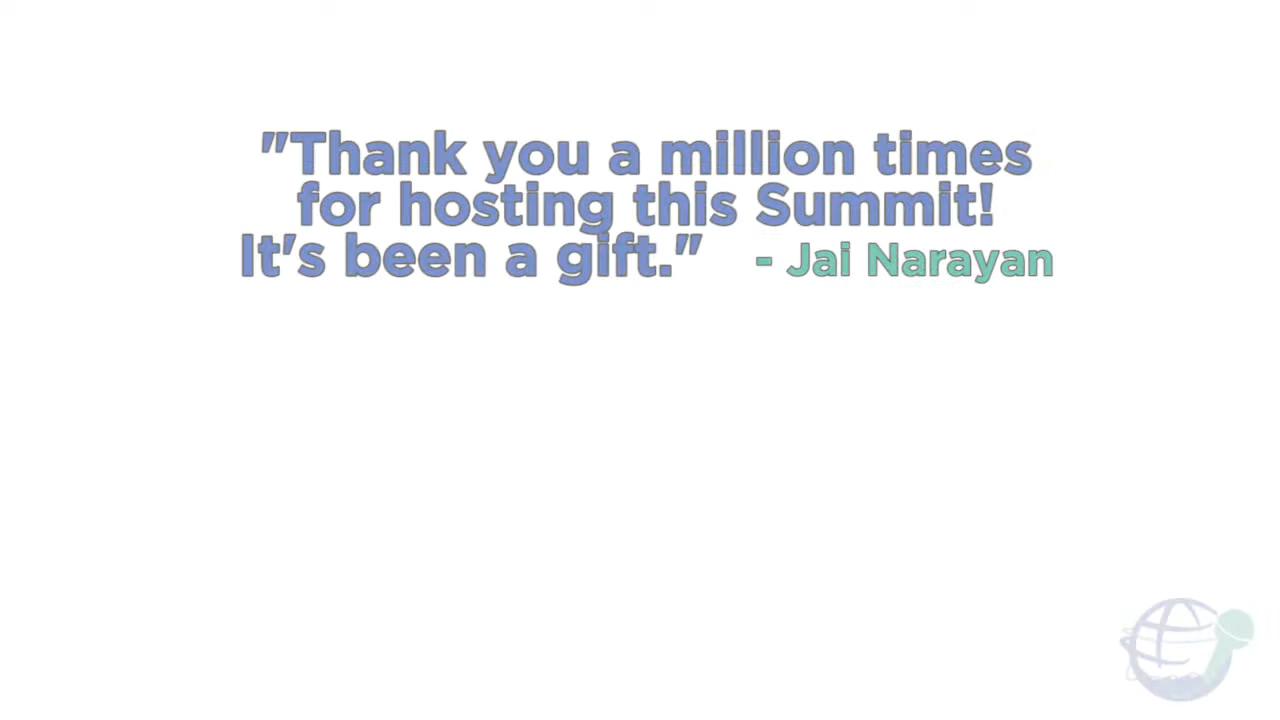 "Thank you a million times
for hosting this Summit!
It's been a gift." - Jai Narayan